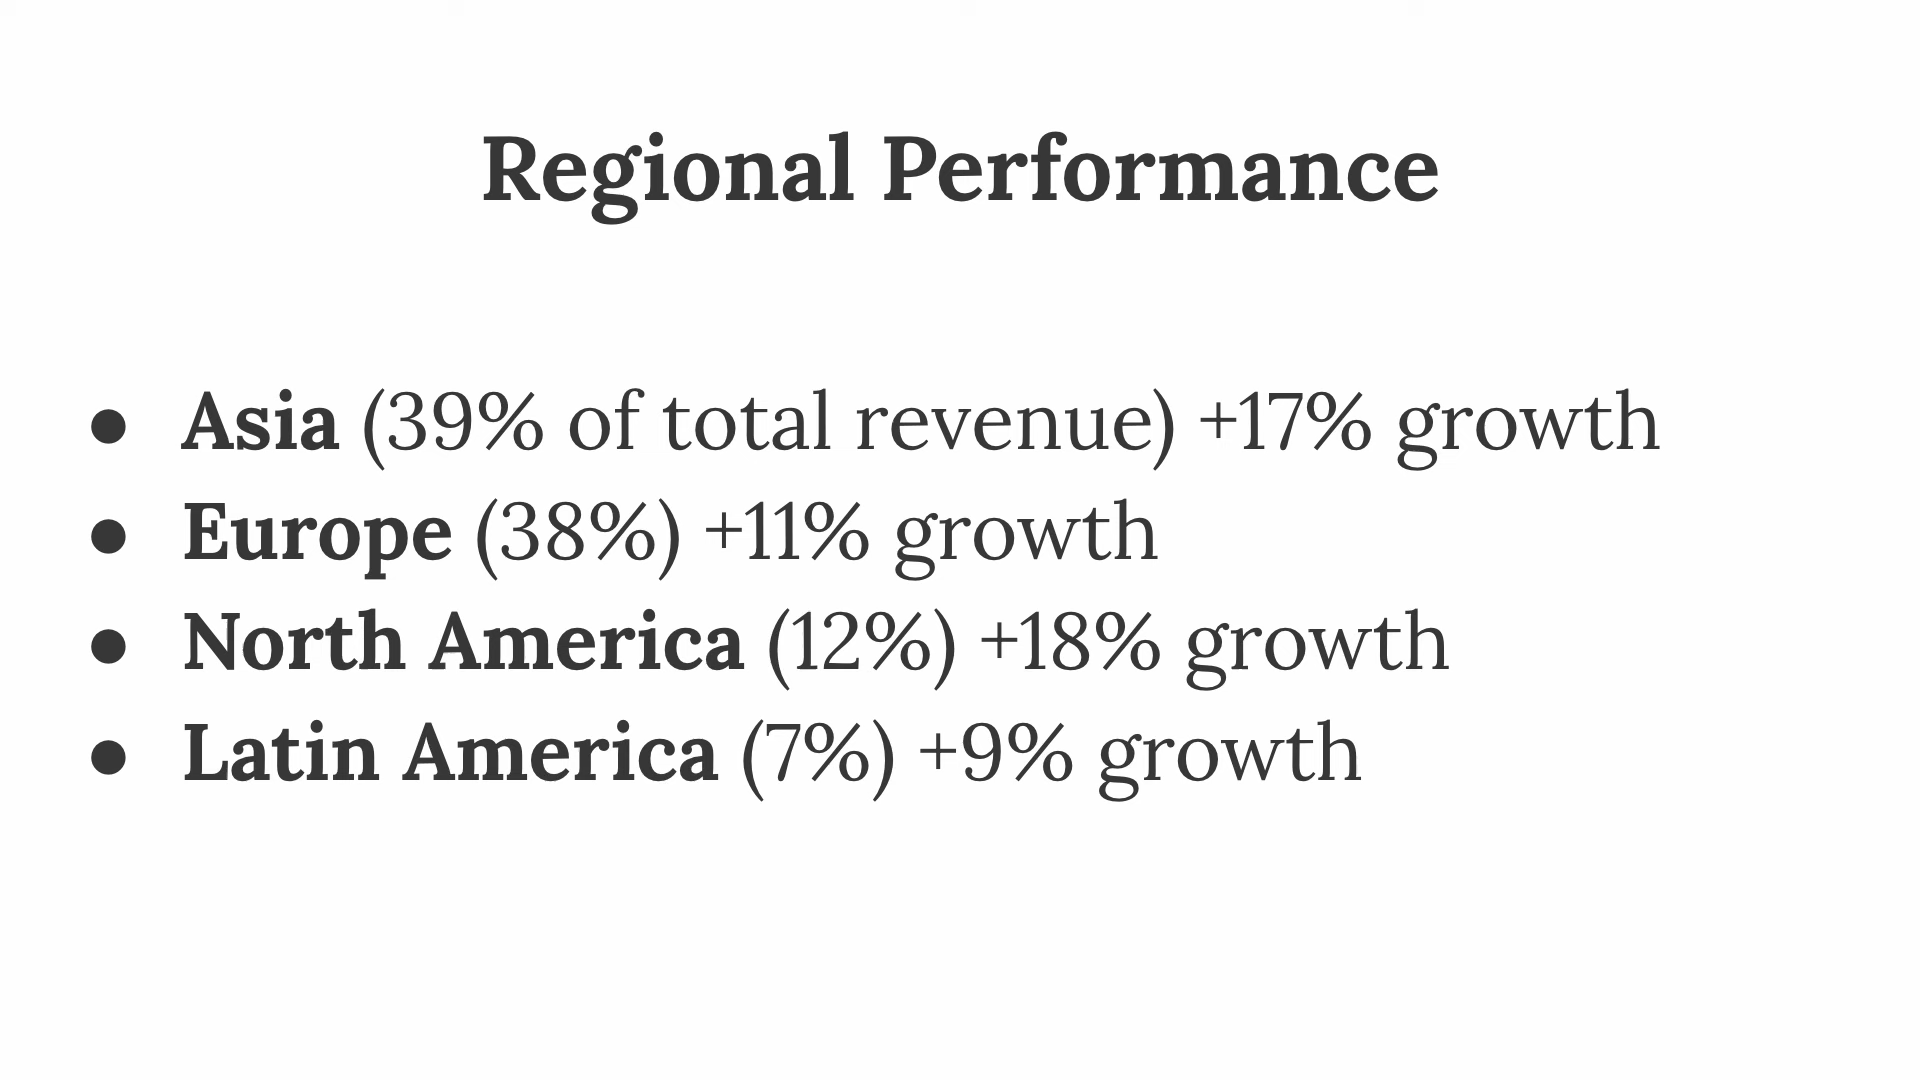 Regional Performance
● Asia (39% of total revenue) +17% growth
● Europe (38%) +11% growth
● North America (12%) +18% growth
● Latin America (7%) +9% growth